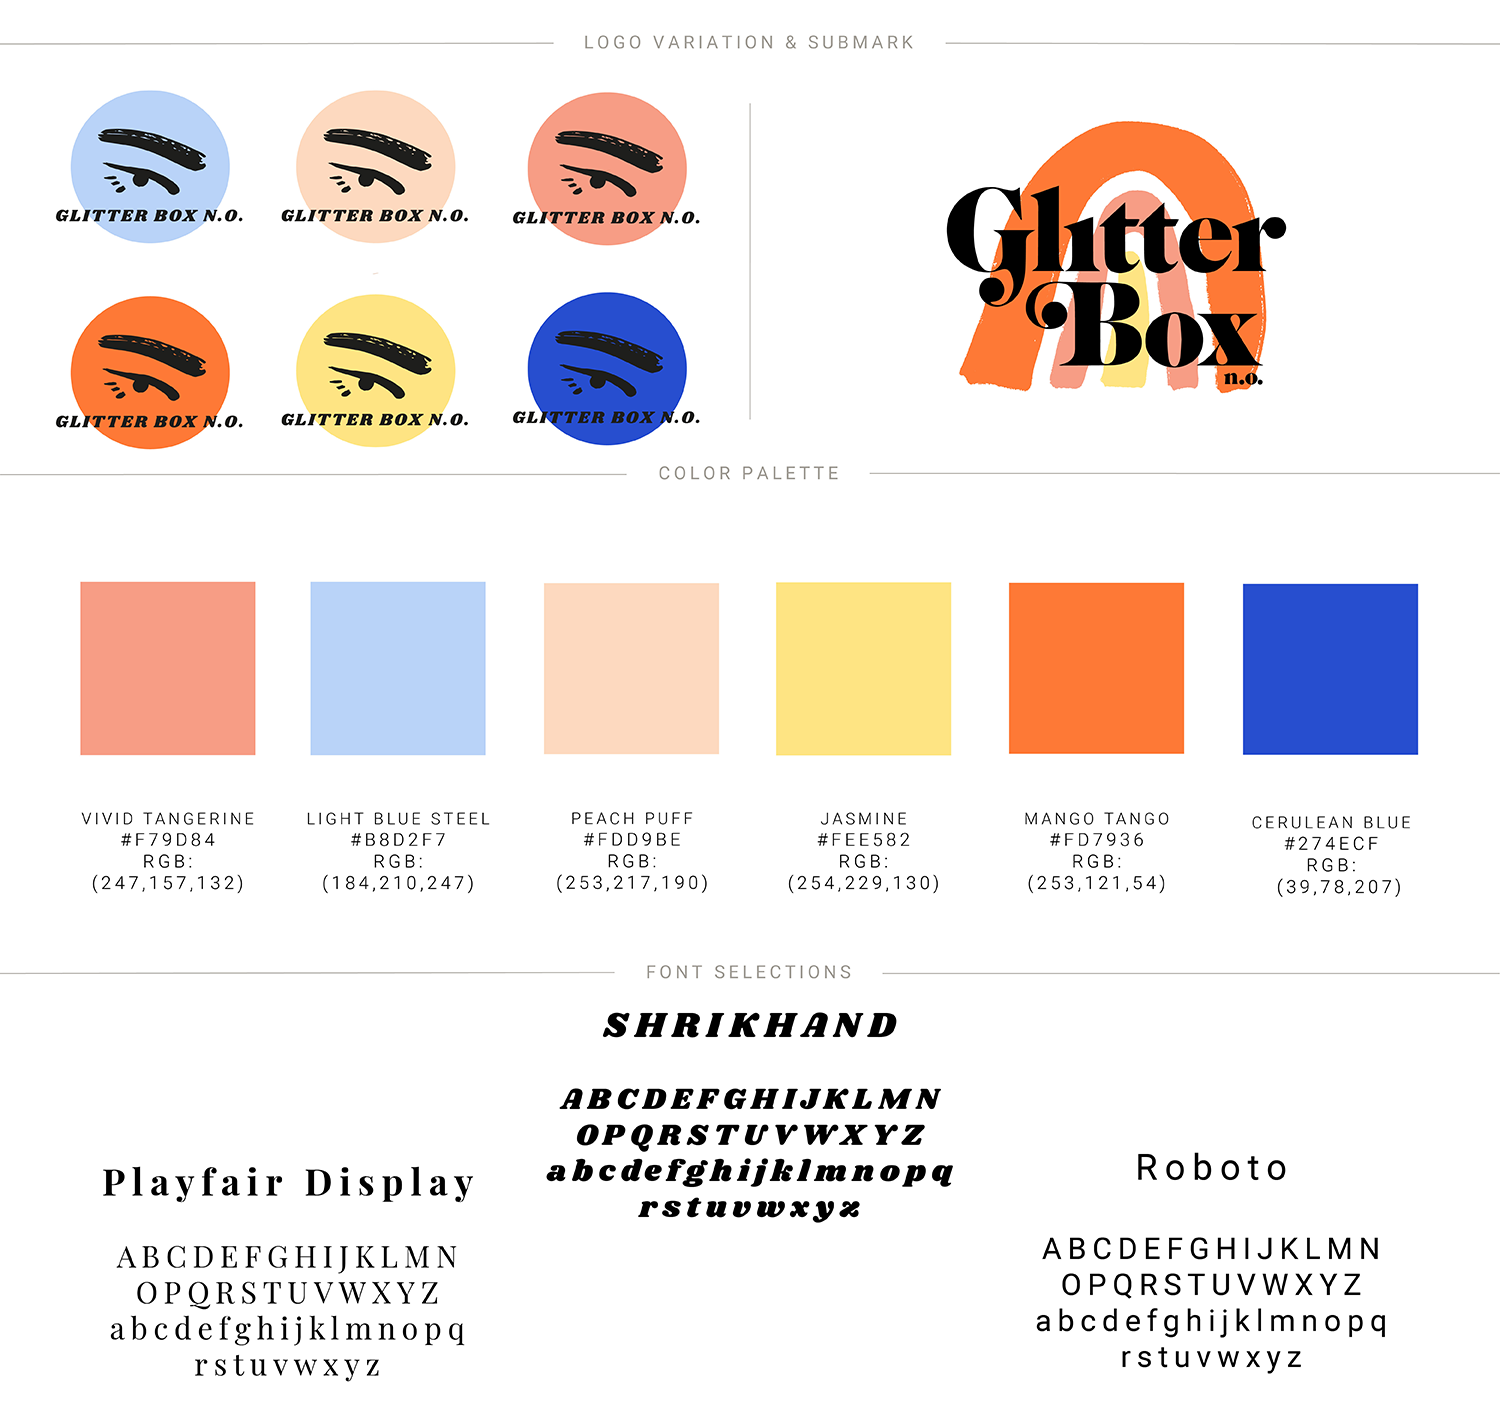 LOGO VARIATION & SUBMARK
GLITTER BOX N.O.
GLITTER BOX N.O.
GLITTER BOX N.O.
GLITTER BOX N.O.
GLITTER BOX N.O.
GLITTER BOX N.O.
Glitter
Box
n.o.
COLOR PALETTE
VIVID TANGERINE
#F79D84
RGB:
(247,157,132)
LIGHT BLUE STEEL
#B8D2F7
RGB:
(184,210,247)
PEACH PUFF
#FDD9BE
RGB:
(253,217,190)
JASMINE
#FEE582
RGB:
(254,229,130)
MANGO TANGO
#FD7936
RGB:
(253,121,54)
CERULEAN BLUE
#274ECF
RGB:
(39,78,207)
FONT SELECTIONS
Playfair Display
ABCDEFGHIJKLMN
OPQRSTUVWXYZ
abcdefghijklmnopq
rstuvwxyz
SHRIKHAND
ABCDEFGHIJKLMN
OPQRSTUVWXYZ
abcdefghijklmnopq
rstuvwxyz
Roboto
ABCDEFGHIJKLMN
OPQRSTUVWXYZ
abcdefghijklmnopq
rstuvwxyz